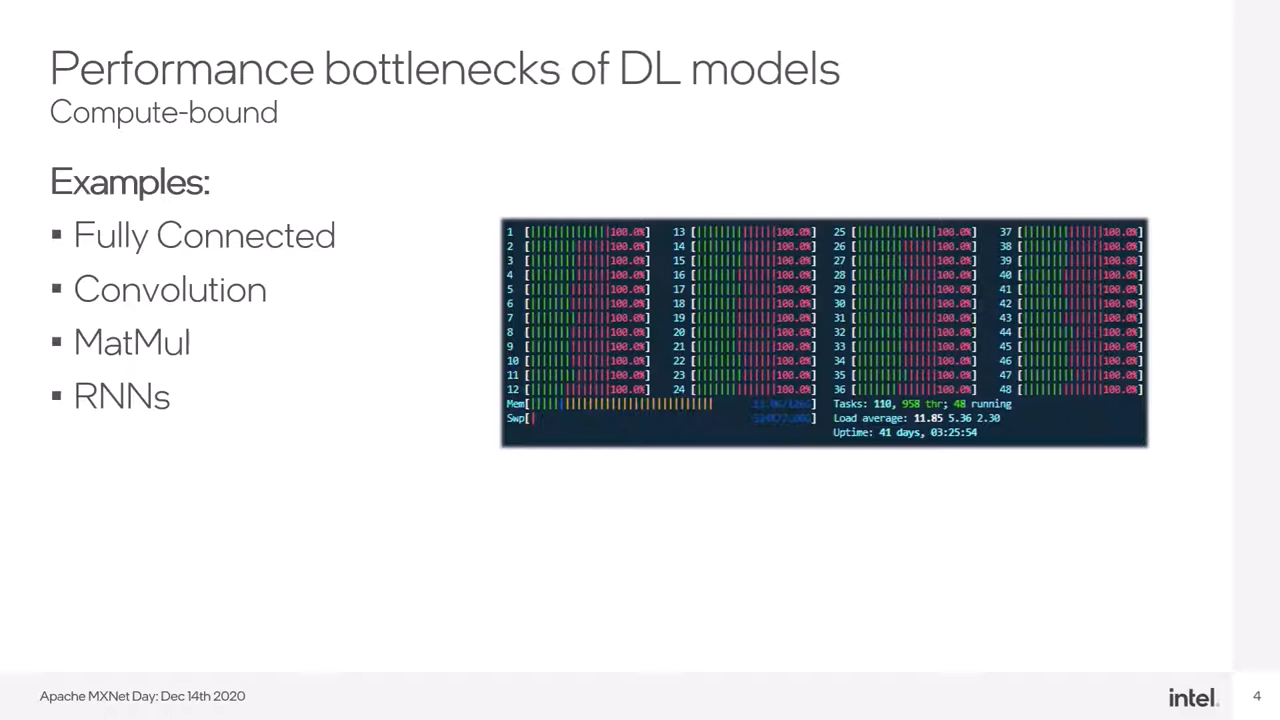 Performance bottlenecks of DL models
Compute-bound
Examples:
▪ Fully Connected
▪ Convolution
▪ MatMul
▪ RNNs
1 [100.0%] 13 [100.0%] 25 [100.0%] 37 [100.0%]
2 [100.0%] 14 [100.0%] 26 [100.0%] 38 [100.0%]
3 [100.0%] 15 [100.0%] 27 [100.0%] 39 [100.0%]
4 [100.0%] 16 [100.0%] 28 [100.0%] 40 [100.0%]
5 [100.0%] 17 [100.0%] 29 [100.0%] 41 [100.0%]
6 [100.0%] 18 [100.0%] 30 [100.0%] 42 [100.0%]
7 [100.0%] 19 [100.0%] 31 [100.0%] 43 [100.0%]
8 [100.0%] 20 [100.0%] 32 [100.0%] 44 [100.0%]
9 [100.0%] 21 [100.0%] 33 [100.0%] 45 [100.0%]
10 [100.0%] 22 [100.0%] 34 [100.0%] 46 [100.0%]
11 [100.0%] 23 [100.0%] 35 [100.0%] 47 [100.0%]
12 [100.0%] 24 [100.0%] 36 [100.0%] 48 [100.0%]
Mem[ ] Tasks: 110, 958 thr; 48 running
Swp[ ] Load average: 11.85 5.36 2.30
Uptime: 41 days, 03:25:54
Apache MXNet Day: Dec 14th 2020
intel.
4